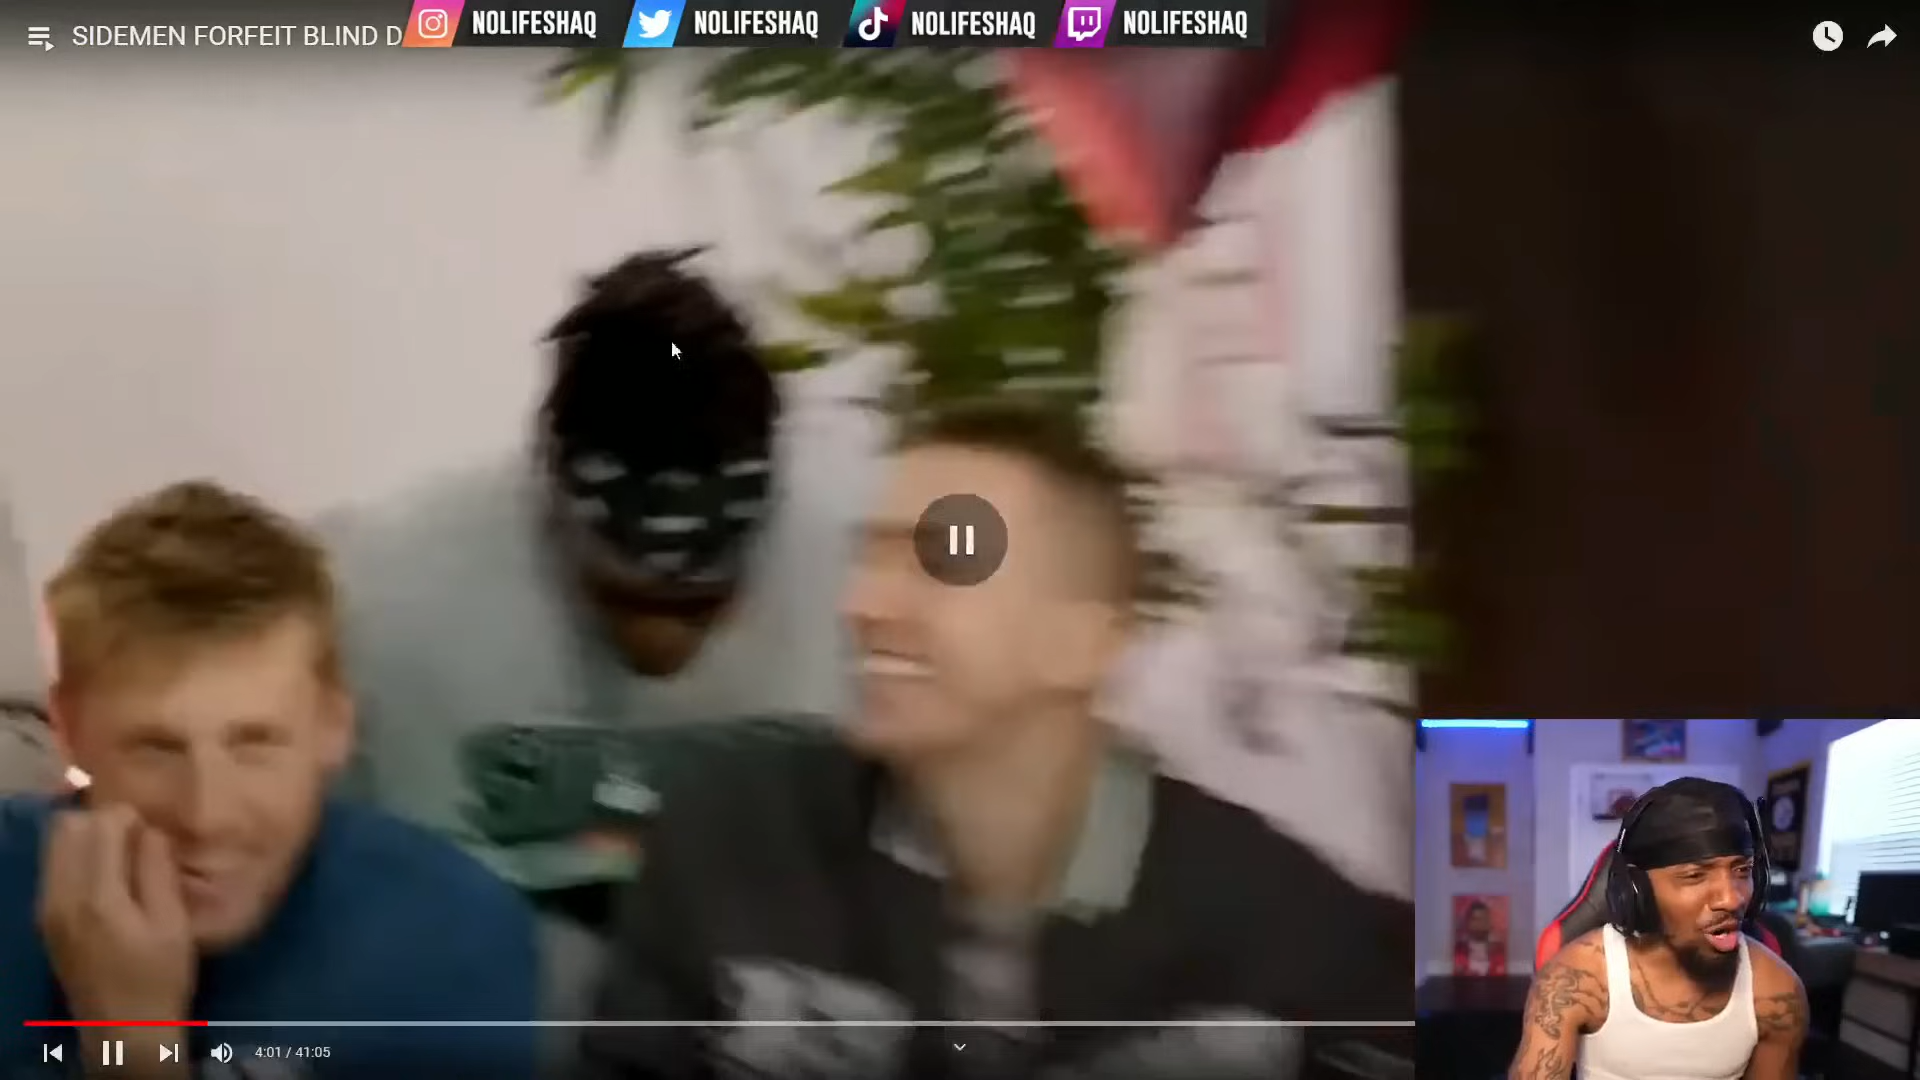 SIDEMEN FORFEIT BLIND D
NOLIFESHAQ NOLIFESHAQ NOLIFESHAQ NOLIFESHAQ
4:01 / 41:05